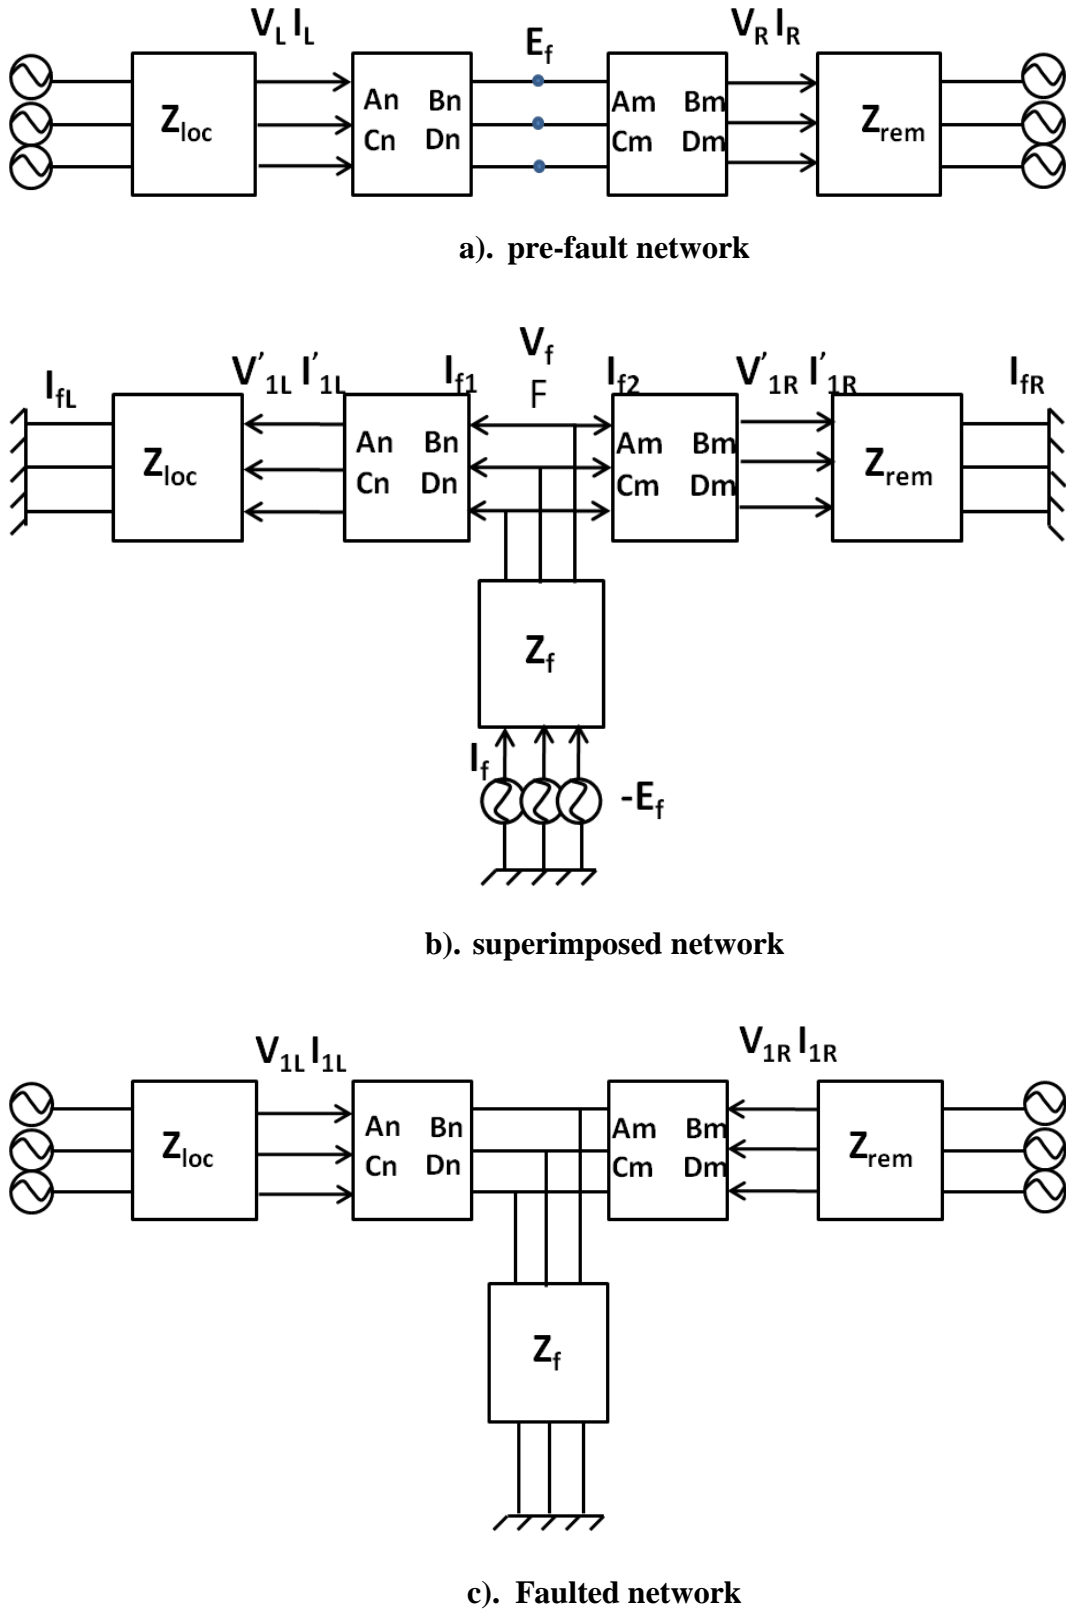 V_L I_L
E_f
V_R I_R
Z_loc
An Bn
Cn Dn
Am Bm
Cm Dm
Z_rem
a). pre-fault network
I_fL
V'_1L I'_1L
I_f1
V_f
F
I_f2
V'_1R I'_1R
I_fR
Z_loc
An Bn
Cn Dn
Am Bm
Cm Dm
Z_rem
Z_f
I_f
-E_f
b). superimposed network
V_1L I_1L
V_1R I_1R
Z_loc
An Bn
Cn Dn
Am Bm
Cm Dm
Z_rem
Z_f
c). Faulted network